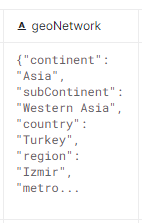 A geoNetwork
{"continent":
"Asia",
"subContinent":
"Western Asia",
"country":
"Turkey",
"region":
"Izmir",
"metro...